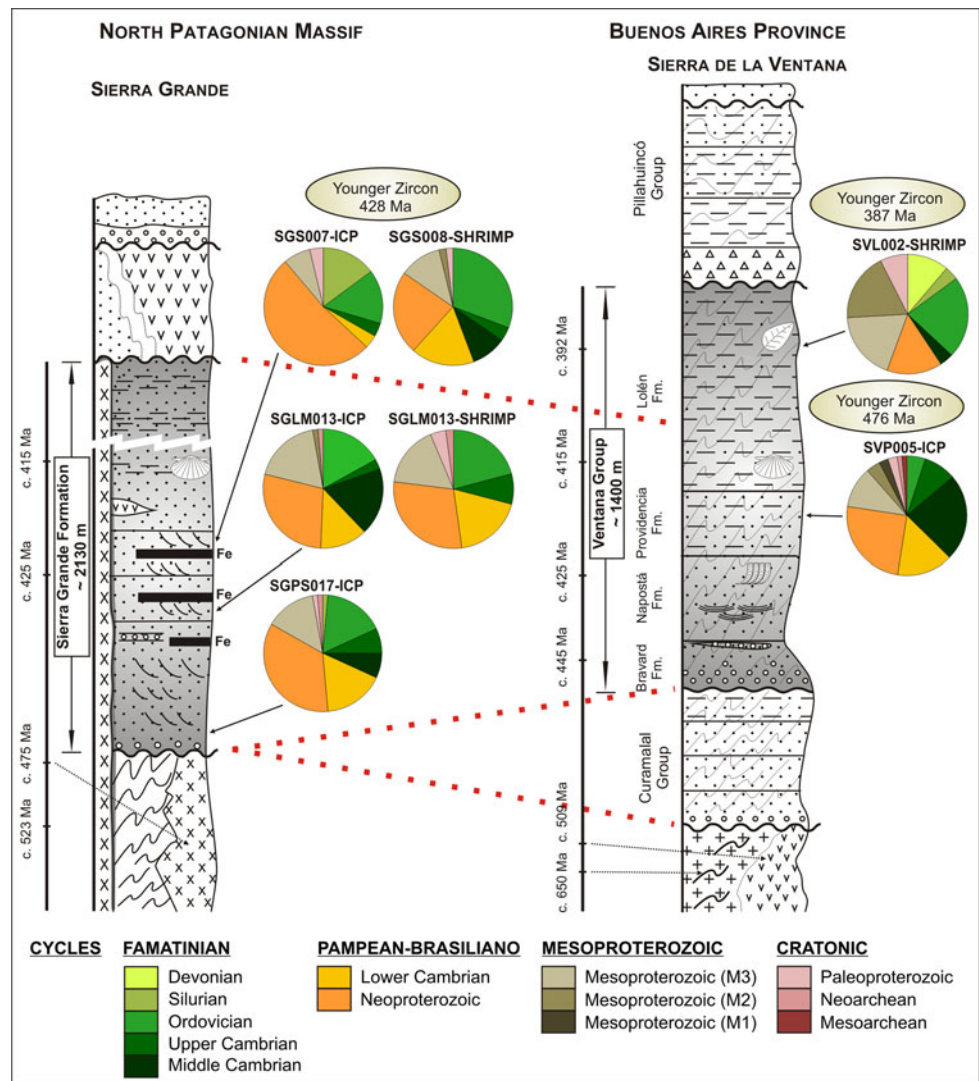 NORTH PATAGONIAN MASSIF
SIERRA GRANDE
Younger Zircon
428 Ma
SGS007-ICP
SGS008-SHRIMP
SGLM013-ICP
SGLM013-SHRIMP
SGPS017-ICP
Fe
Fe
Fe
Sierra Grande Formation
~ 2130 m
c. 415 Ma
c. 425 Ma
c. 475 Ma
c. 523 Ma
BUENOS AIRES PROVINCE
SIERRA DE LA VENTANA
Pillahuincó
Group
Lolén
Fm.
Providencia
Fm.
Napostá
Fm.
Bravard
Fm.
Curamalal
Group
Ventana Group
~ 1400 m
c. 392 Ma
c. 415 Ma
c. 425 Ma
c. 445 Ma
c. 509 Ma
c. 650 Ma
Younger Zircon
387 Ma
SVL002-SHRIMP
Younger Zircon
476 Ma
SVP005-ICP
CYCLES
FAMATINIAN
Devonian
Silurian
Ordovician
Upper Cambrian
Middle Cambrian
PAMPEAN-BRASILIANO
Lower Cambrian
Neoproterozoic
MESOPROTEROZOIC
Mesoproterozoic (M3)
Mesoproterozoic (M2)
Mesoproterozoic (M1)
CRATONIC
Paleoproterozoic
Neoarchean
Mesoarchean